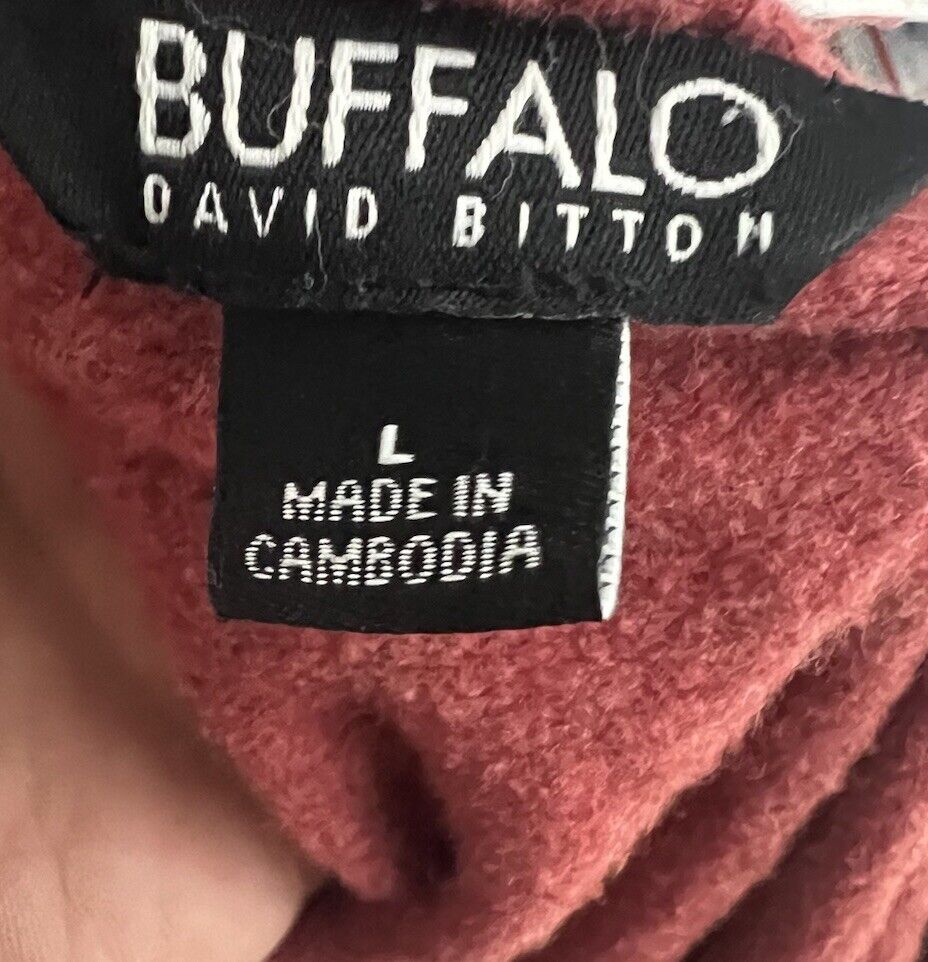 BUFFALO
DAVID BITTON
L
MADE IN
CAMBODIA